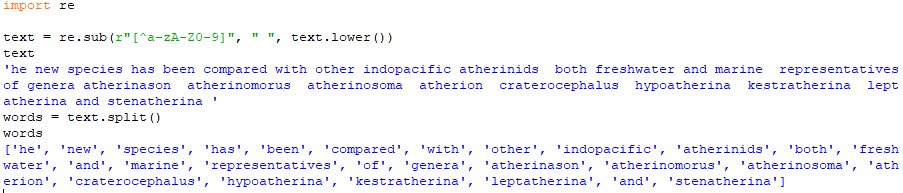 import re
text = re.sub(r"[^a-zA-Z0-9]", " ", text.lower())
text
'he new species has been compared with other indopacific atherinids  both freshwater and marine  representatives
of genera atherinason  atherinomorus  atherinosoma  atherion  craterocephalus  hypoatherina  kestratherina  lept
atherina and stenatherina '
words = text.split()
words
['he', 'new', 'species', 'has', 'been', 'compared', 'with', 'other', 'indopacific', 'atherinids', 'both', 'fresh
water', 'and', 'marine', 'representatives', 'of', 'genera', 'atherinason', 'atherinomorus', 'atherinosoma', 'ath
erion', 'craterocephalus', 'hypoatherina', 'kestratherina', 'leptatherina', 'and', 'stenatherina']